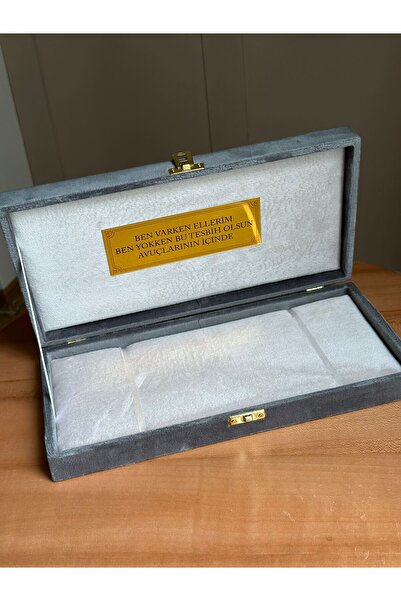 BEN VARKEN ELLERİM
BEN YOKKEN BU TESBİH OLSUN
AVUÇLARININ İÇİNDE